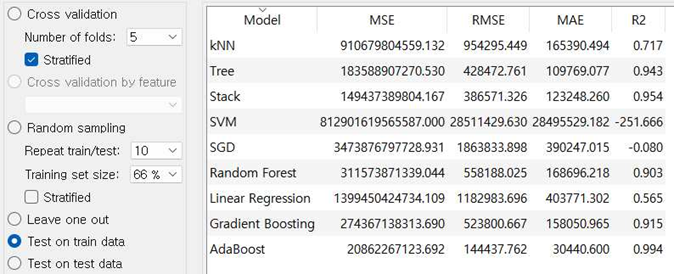 Cross validation
Number of folds: 5
Stratified
Cross validation by feature
Random sampling
Repeat train/test: 10
Training set size: 66 %
Stratified
Leave one out
Test on train data
Test on test data
Model MSE RMSE MAE R2
kNN 910679804559.132 954295.449 165390.494 0.717
Tree 183588907270.530 428472.761 109769.077 0.943
Stack 149437389804.167 386571.326 123248.260 0.954
SVM 812901619565587.000 28511429.630 28495529.182 -251.666
SGD 3473876797728.931 1863833.898 390247.015 -0.080
Random Forest 311573871339.044 558188.025 168696.218 0.903
Linear Regression 1399450424734.109 1182983.696 403771.302 0.565
Gradient Boosting 274367138313.690 523800.667 158050.965 0.915
AdaBoost 20862267123.692 144437.762 30440.600 0.994